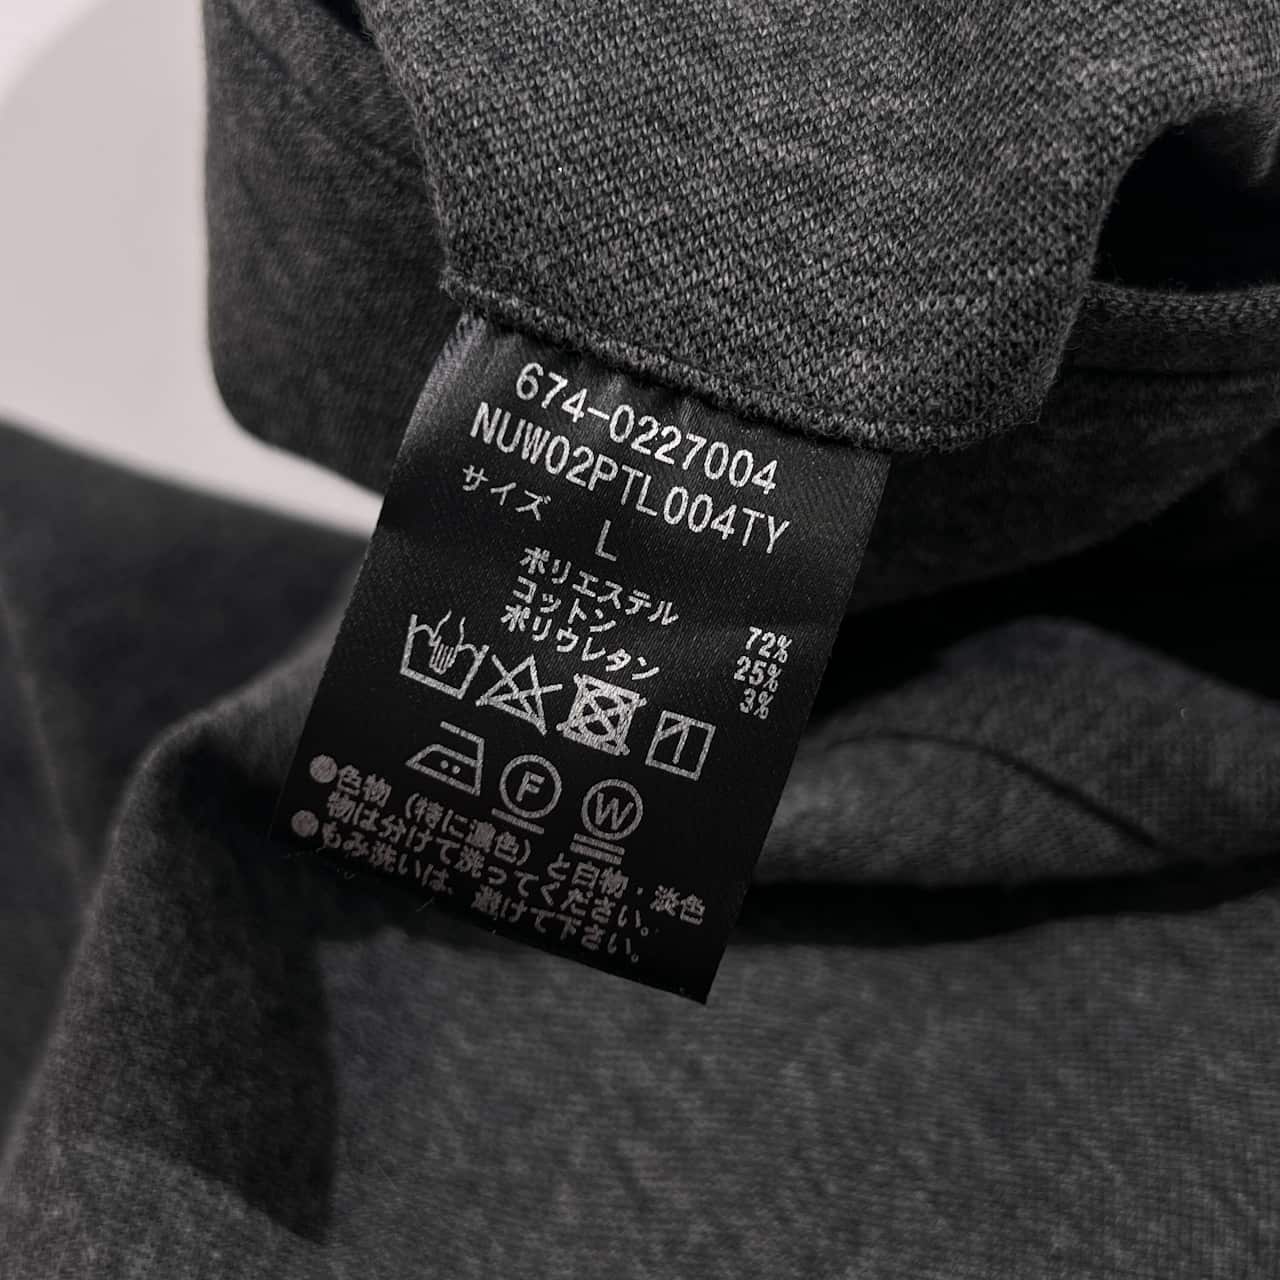 674-0227004
NUW02PTL004TY
サイズ
L
ポリエステル 72%
コットン 25%
ポリウレタン 3%
F
W
●色物（特に濃色）と白物・淡色
物は分けて洗ってください。
●もみ洗いは、避けて下さい。